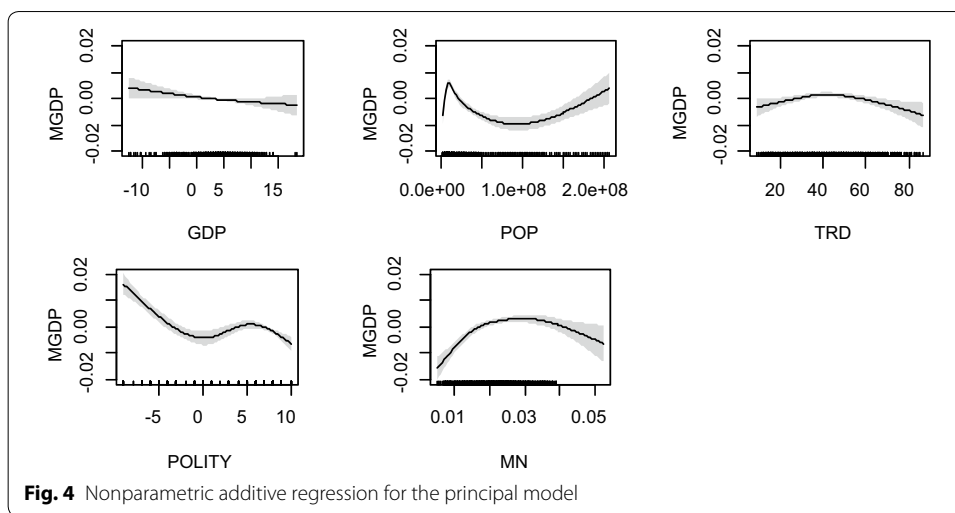 0.02
0.00
-0.02
MGDP
-10 0 5 15
GDP
0.02
0.00
-0.02
MGDP
0.0e+00 1.0e+08 2.0e+08
POP
0.02
0.00
-0.02
MGDP
20 40 60 80
TRD
0.02
0.00
-0.02
MGDP
-5 0 5 10
POLITY
0.02
0.00
-0.02
MGDP
0.01 0.03 0.05
MN
Fig. 4 Nonparametric additive regression for the principal model